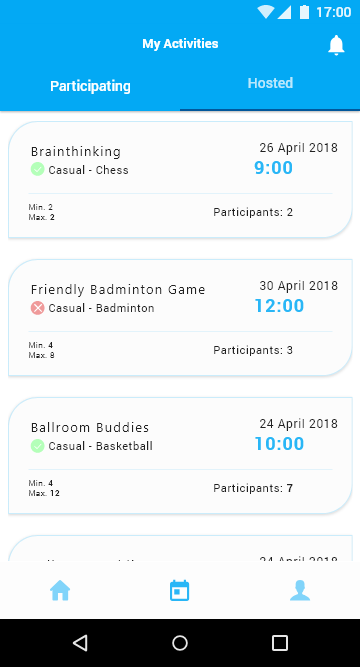 17:00
My Activities
Participating
Hosted
Brainthinking
26 April 2018
Casual - Chess
9:00
Min. 2
Max. 2
Participants: 2
Friendly Badminton Game
30 April 2018
Casual - Badminton
12:00
Min. 4
Max. 8
Participants: 3
Ballroom Buddies
24 April 2018
Casual - Basketball
10:00
Min. 4
Max. 12
Participants: 7
24 April 2018